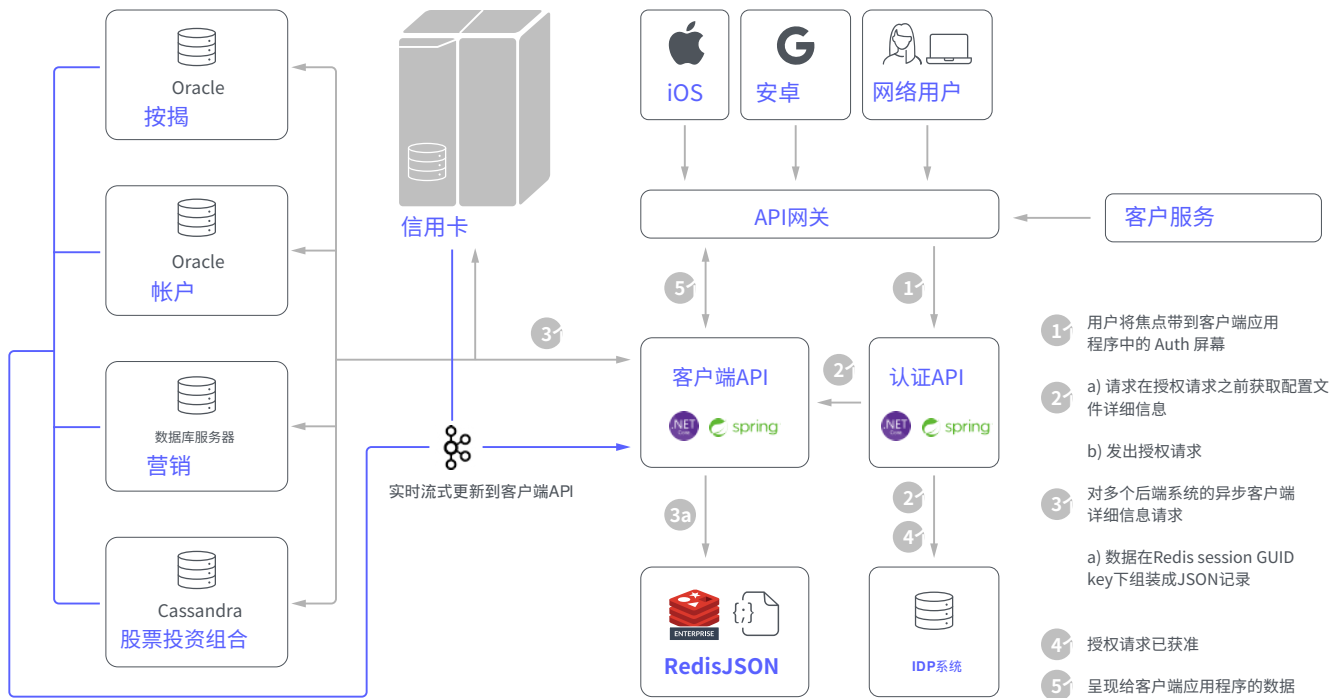 Oracle
按揭
Oracle
帐户
数据库服务器
营销
Cassandra
股票投资组合
信用卡
iOS
安卓
网络用户
API网关
客户服务
5
1
3
客户端API
.NET
Core
spring
2
认证API
.NET
Core
spring
实时流式更新到客户端API
3a
2
4
ENTERPRISE
RedisJSON
{;}
IDP系统
1
用户将焦点带到客户端应用
程序中的 Auth 屏幕
2
a) 请求在授权请求之前获取配置文
件详细信息
b) 发出授权请求
3
对多个后端系统的异步客户端
详细信息请求
a) 数据在Redis session GUID
key下组装成JSON记录
4
授权请求已获准
5
呈现给客户端应用程序的数据